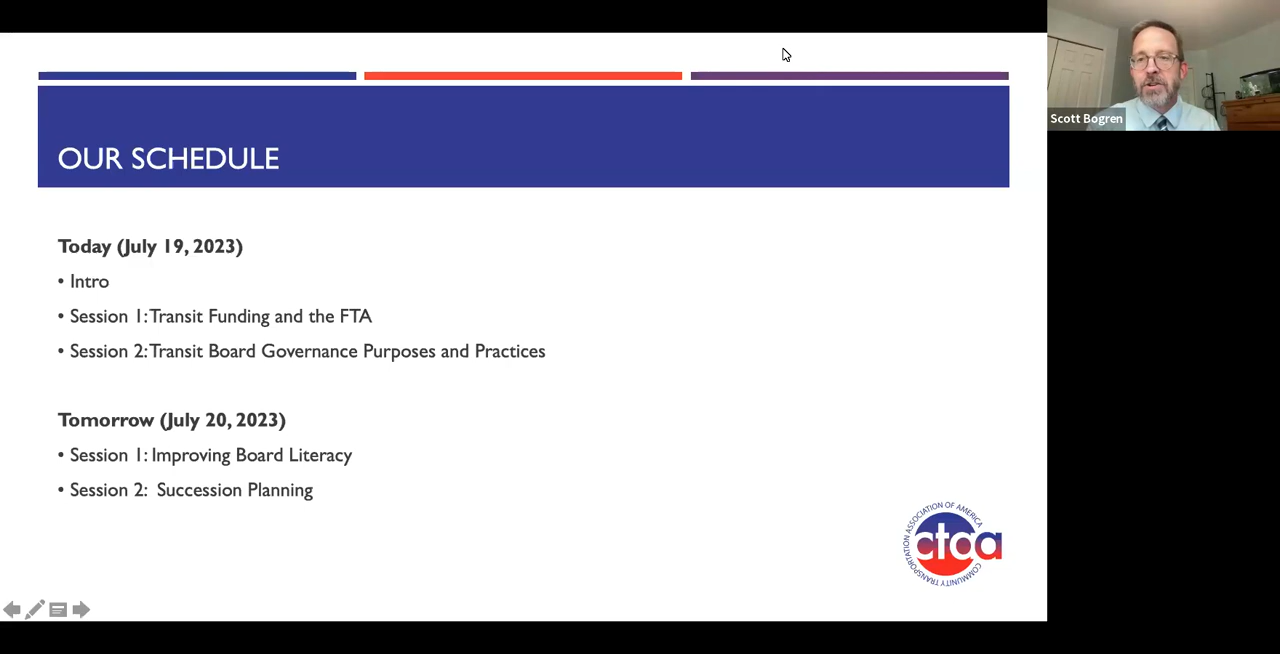 OUR SCHEDULE
Scott Bogren
Today (July 19, 2023)
• Intro
• Session 1: Transit Funding and the FTA
• Session 2: Transit Board Governance Purposes and Practices
Tomorrow (July 20, 2023)
• Session 1: Improving Board Literacy
• Session 2:  Succession Planning
COMMUNITY TRANSPORTATION ASSOCIATION OF AMERICA
ctaa